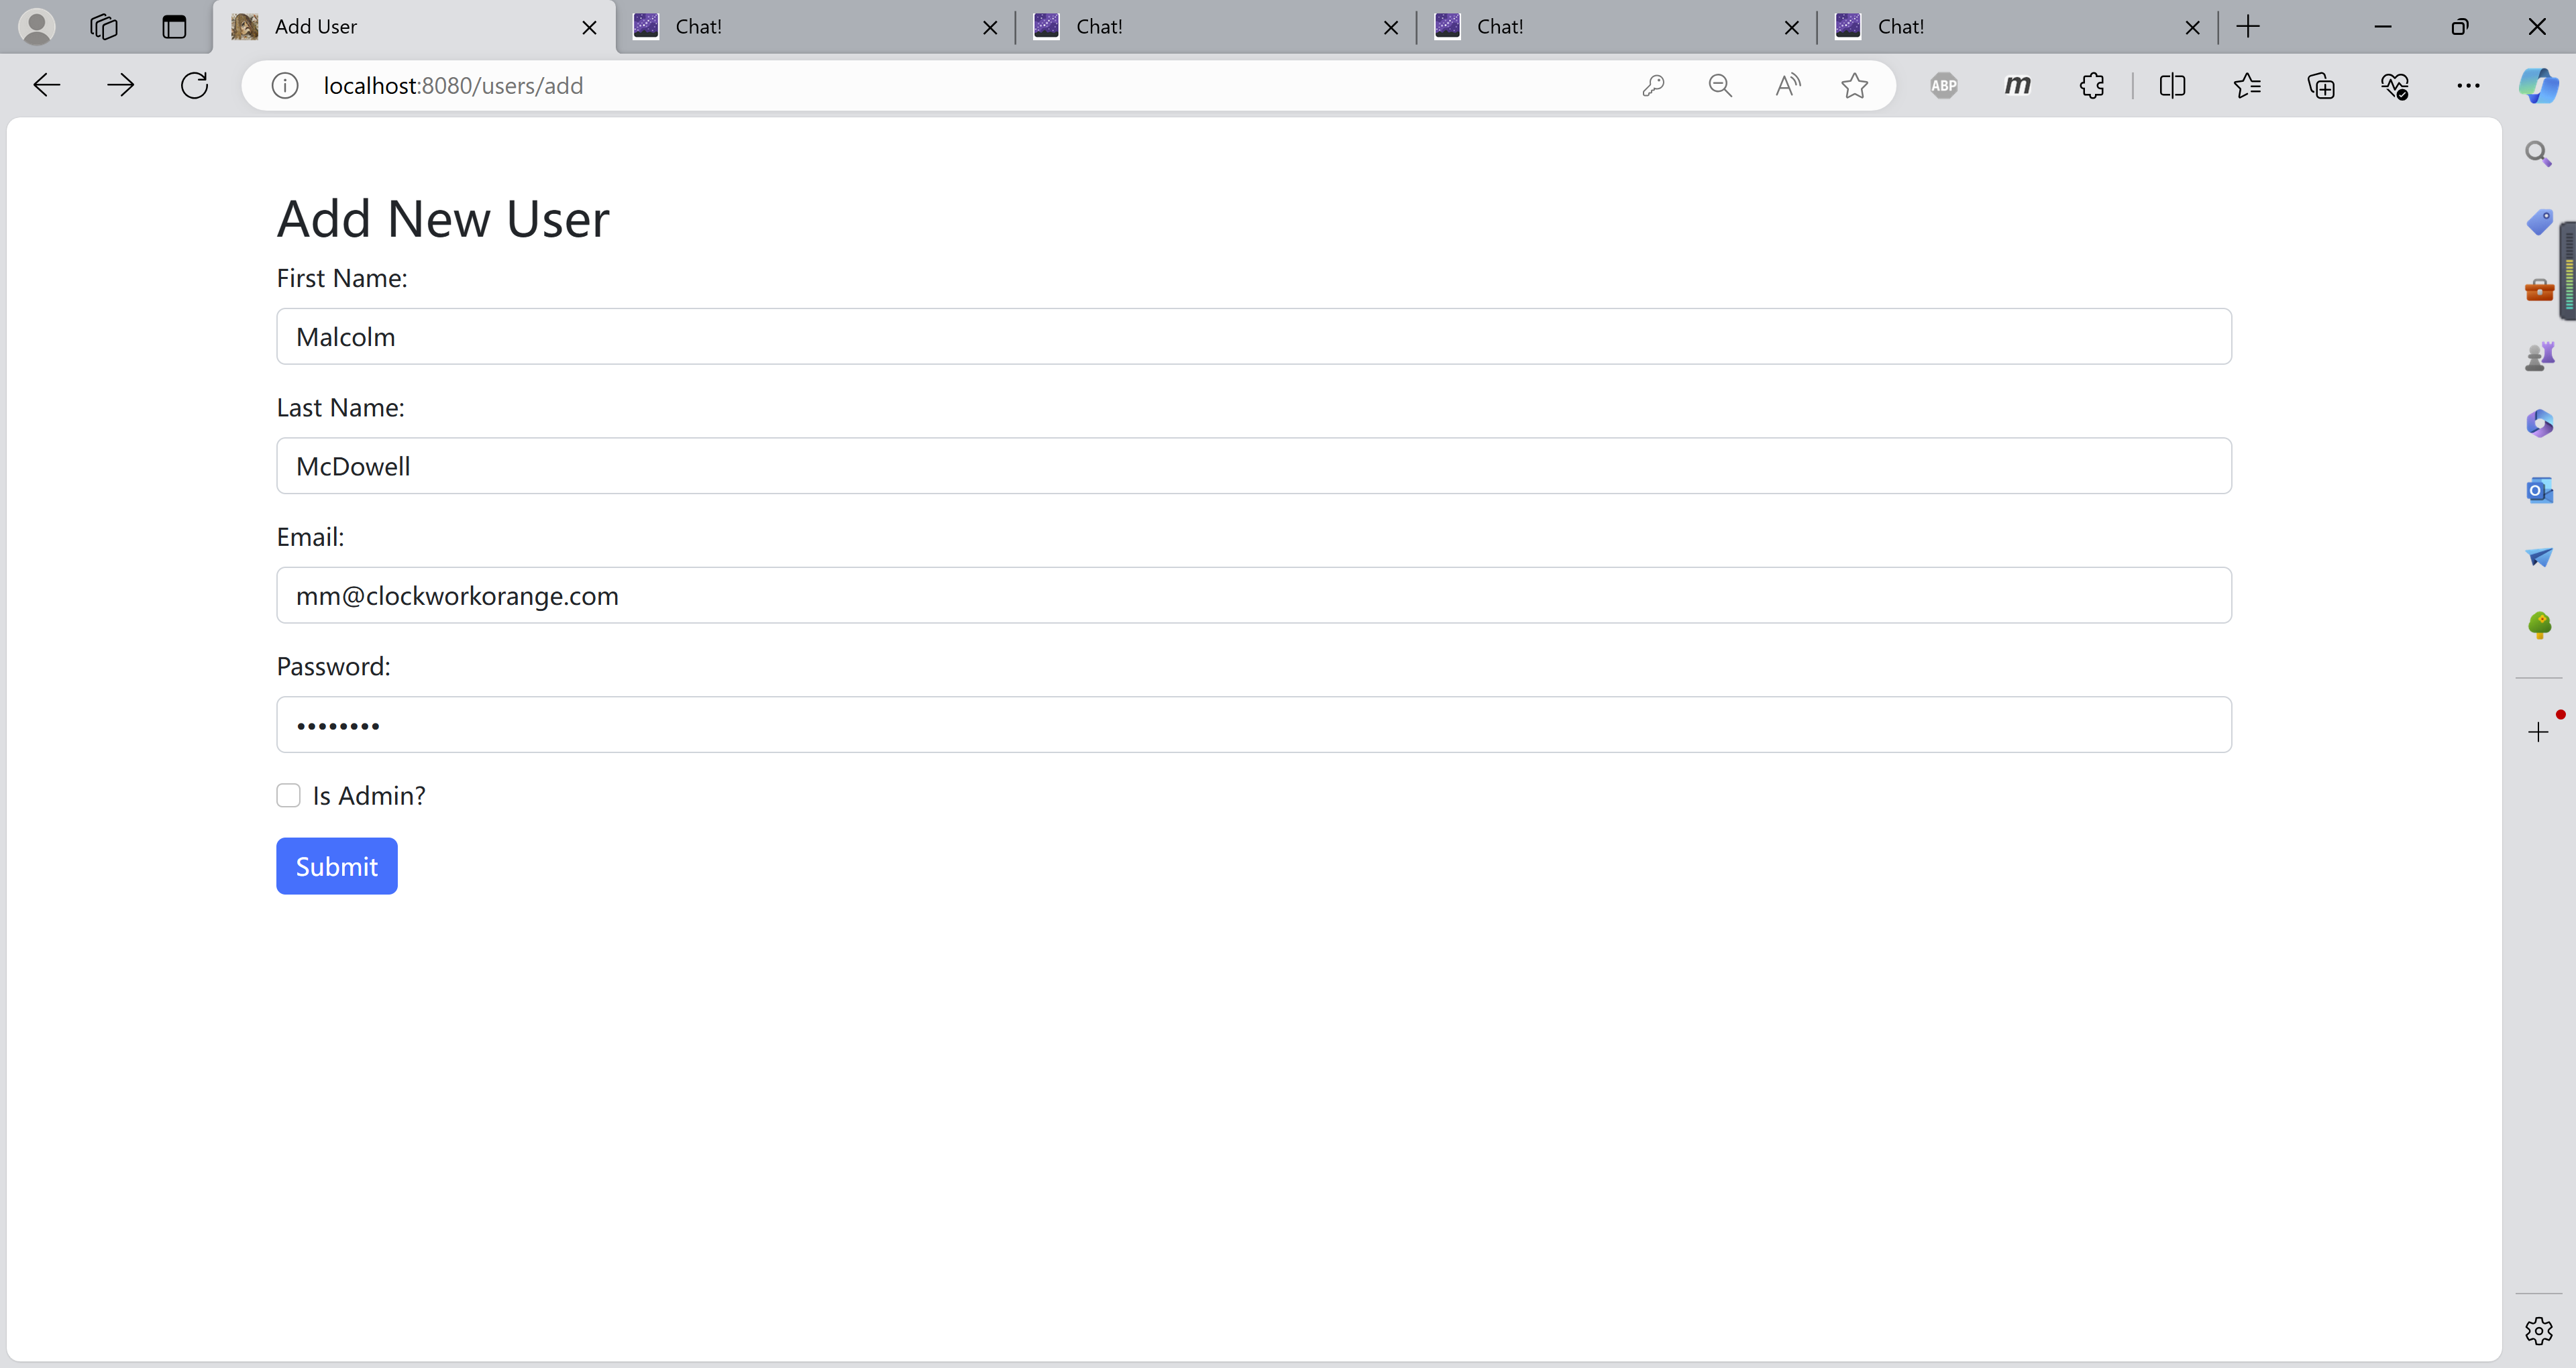 Add User
Chat!
Chat!
Chat!
Chat!
localhost:8080/users/add
ABP
m
Add New User
First Name:
Malcolm
Last Name:
McDowell
Email:
mm@clockworkorange.com
Password:
••••••••
Is Admin?
Submit